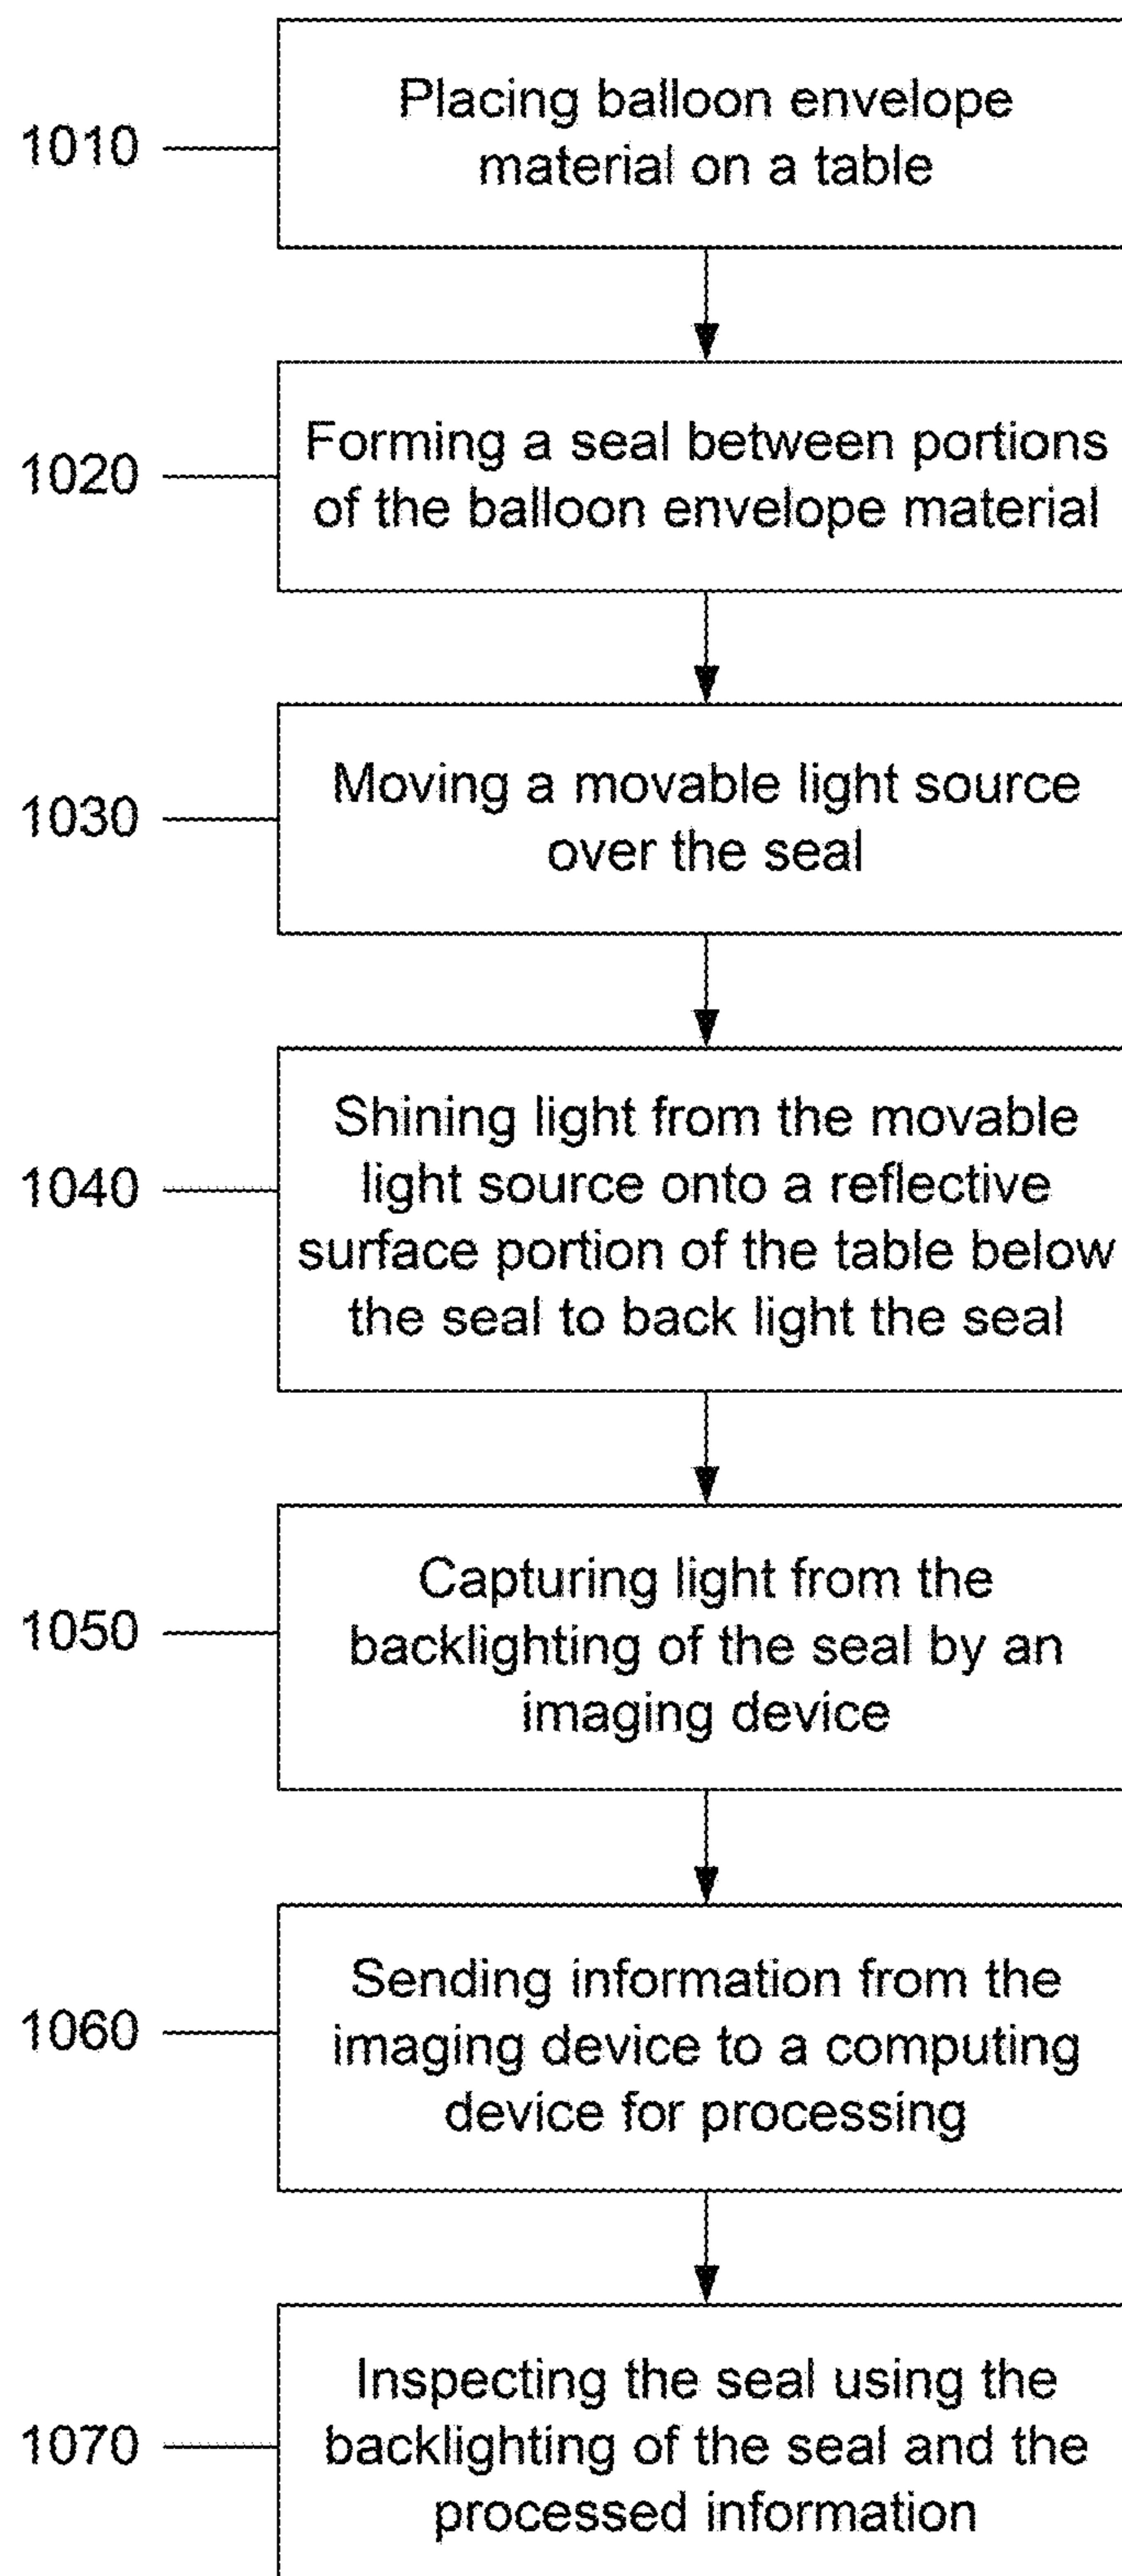 1010
Placing balloon envelope
material on a table
1020
Forming a seal between portions
of the balloon envelope material
1030
Moving a movable light source
over the seal
1040
Shining light from the movable
light source onto a reflective
surface portion of the table below
the seal to back light the seal
1050
Capturing light from the
backlighting of the seal by an
imaging device
1060
Sending information from the
imaging device to a computing
device for processing
1070
Inspecting the seal using the
backlighting of the seal and the
processed information